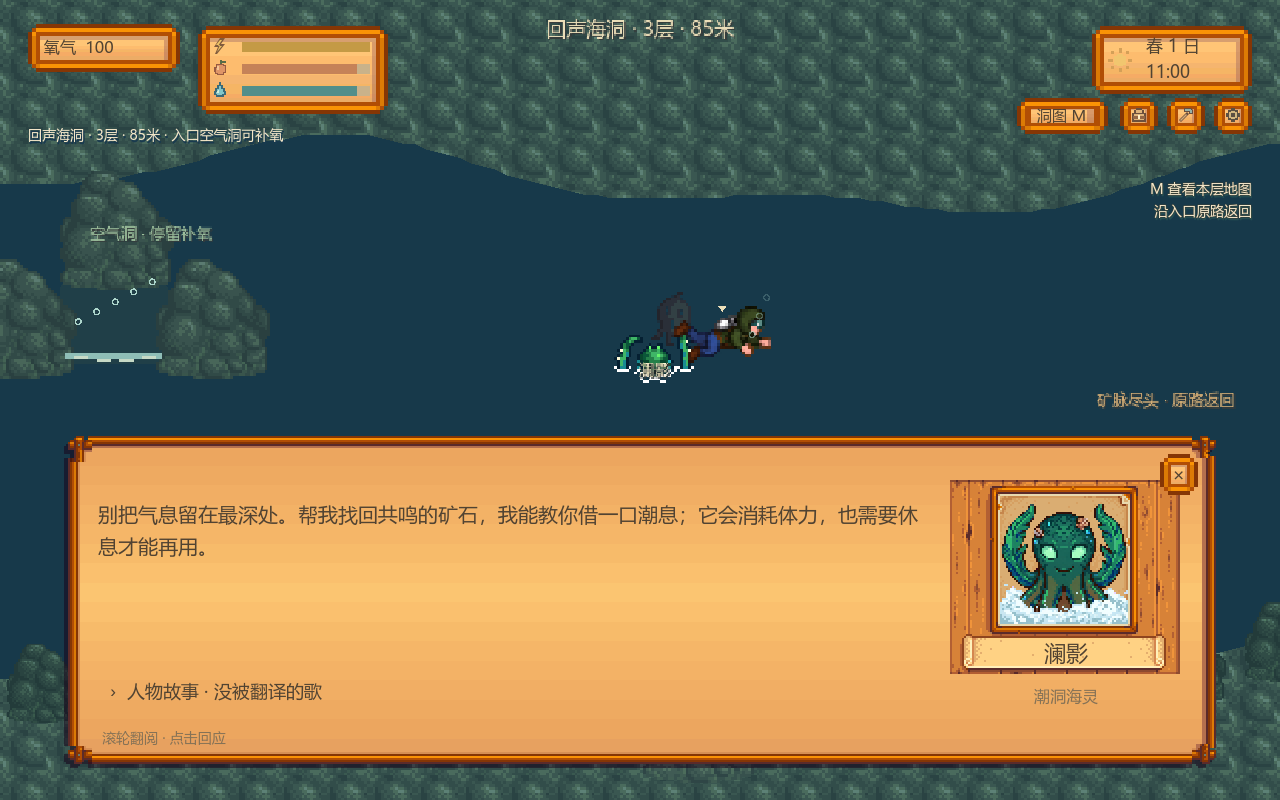 回声海洞 · 3层 · 85米
氧气 100
春 1 日
11:00
洞图 M
回声海洞 · 3层 · 85米 · 入口空气洞可补氧
M 查看本层地图
沿入口原路返回
空气洞 · 停留补氧
澜影
矿脉尽头 · 原路返回
别把气息留在最深处。帮我找回共鸣的矿石，我能教你借一口潮息；它会消耗体力，也需要休
息才能再用。
澜影
潮洞海灵
› 人物故事 · 没被翻译的歌
滚轮翻阅 · 点击回应